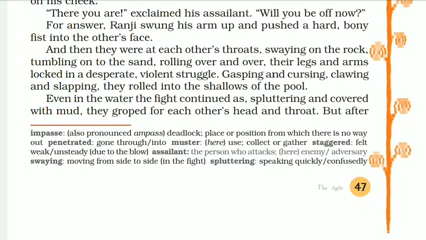 on his cheek.
“There you are!” exclaimed his assailant. “Will you be off now?”
For answer, Ranji swung his arm up and pushed a hard, bony
fist into the other’s face.
And then they were at each other’s throats, swaying on the rock,
tumbling on to the sand, rolling over and over, their legs and arms
locked in a desperate, violent struggle. Gasping and cursing, clawing
and slapping, they rolled into the shallows of the pool.
Even in the water the fight continued as, spluttering and covered
with mud, they groped for each other’s head and throat. But after
impasse: (also pronounced ampass) deadlock; place or position from which there is no way
out penetrated: gone through/into muster: (here) use; collect or gather staggered: felt
weak/unsteady (due to the blow) assailant: the person who attacks; (here) enemy/ adversary
swaying: moving from side to side (in the fight) spluttering: speaking quickly/confusedly
The fight 47